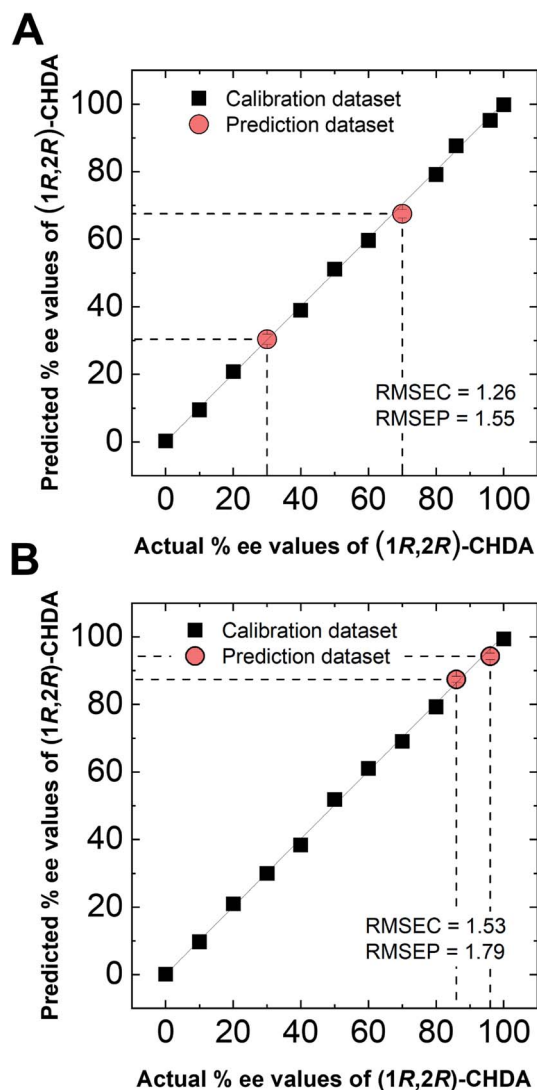 A
Calibration dataset
Prediction dataset
100
80
60
40
20
0
Predicted % ee values of (1R,2R)-CHDA
RMSEC = 1.26
RMSEP = 1.55
0 20 40 60 80 100
Actual % ee values of (1R,2R)-CHDA
B
Calibration dataset
Prediction dataset
100
80
60
40
20
0
Predicted % ee values of (1R,2R)-CHDA
RMSEC = 1.53
RMSEP = 1.79
0 20 40 60 80 100
Actual % ee values of (1R,2R)-CHDA